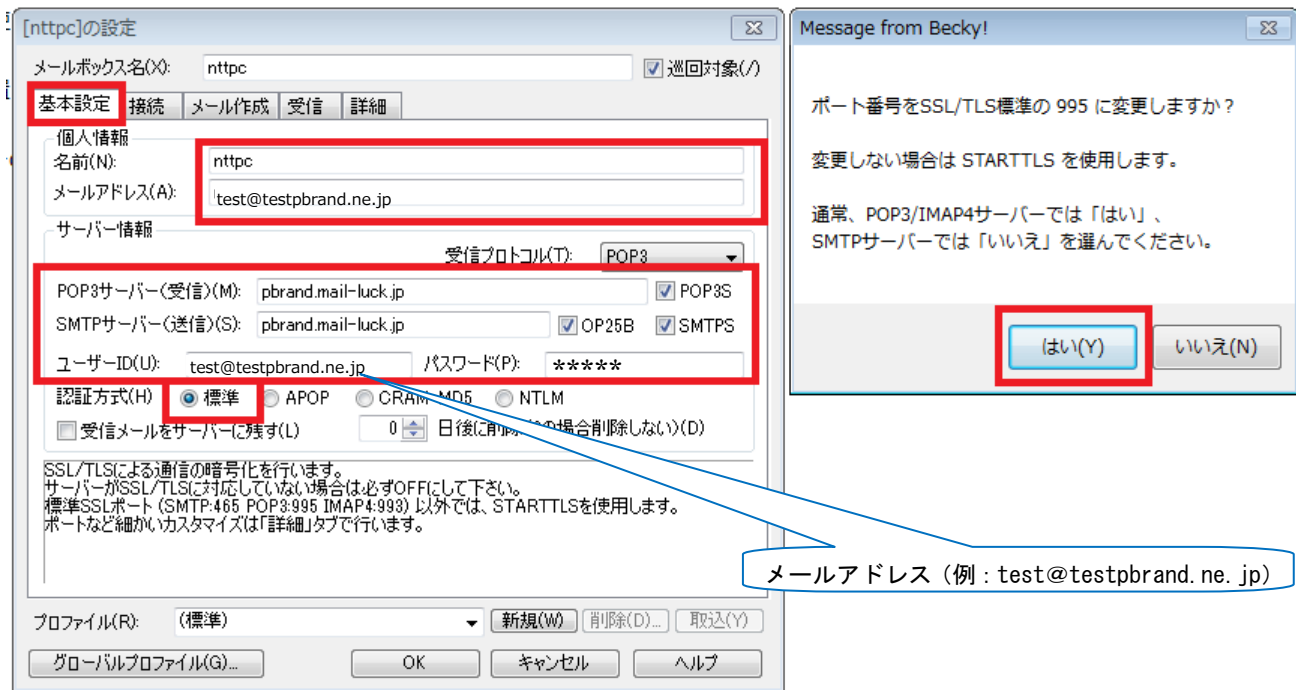 [nttpc]の設定
メールボックス名(X): nttpc 巡回対象(/)
基本設定 接続 メール作成 受信 詳細
個人情報
名前(N): nttpc
メールアドレス(A): test@testpbrand.ne.jp
サーバー情報
受信プロトコル(T): POP3
POP3サーバー(受信)(M): pbrand.mail-luck.jp POP3S
SMTPサーバー(送信)(S): pbrand.mail-luck.jp OP25B SMTPS
ユーザーID(U): test@testpbrand.ne.jp パスワード(P): *****
認証方式(H) 標準 APOP CRAM-MD5 NTLM
受信メールをサーバーに残す(L) 0 日後に削除 の場合削除しない)(D)
SSL/TLSによる通信の暗号化を行います。
サーバーがSSL/TLSに対応していない場合は必ずOFFにして下さい。
標準SSLポート (SMTP:465 POP3:995 IMAP4:993) 以外では、STARTTLSを使用します。
ポートなど細かいカスタマイズは「詳細」タブで行います。
プロファイル(R): (標準) 新規(W) 削除(D)... 取込(Y)
グローバルプロファイル(G)... OK キャンセル ヘルプ
Message from Becky!
ポート番号をSSL/TLS標準の 995 に変更しますか？
変更しない場合は STARTTLS を使用します。
通常、POP3/IMAP4サーバーでは「はい」、
SMTPサーバーでは「いいえ」を選んでください。
はい(Y) いいえ(N)
メールアドレス（例：test@testpbrand.ne.jp）